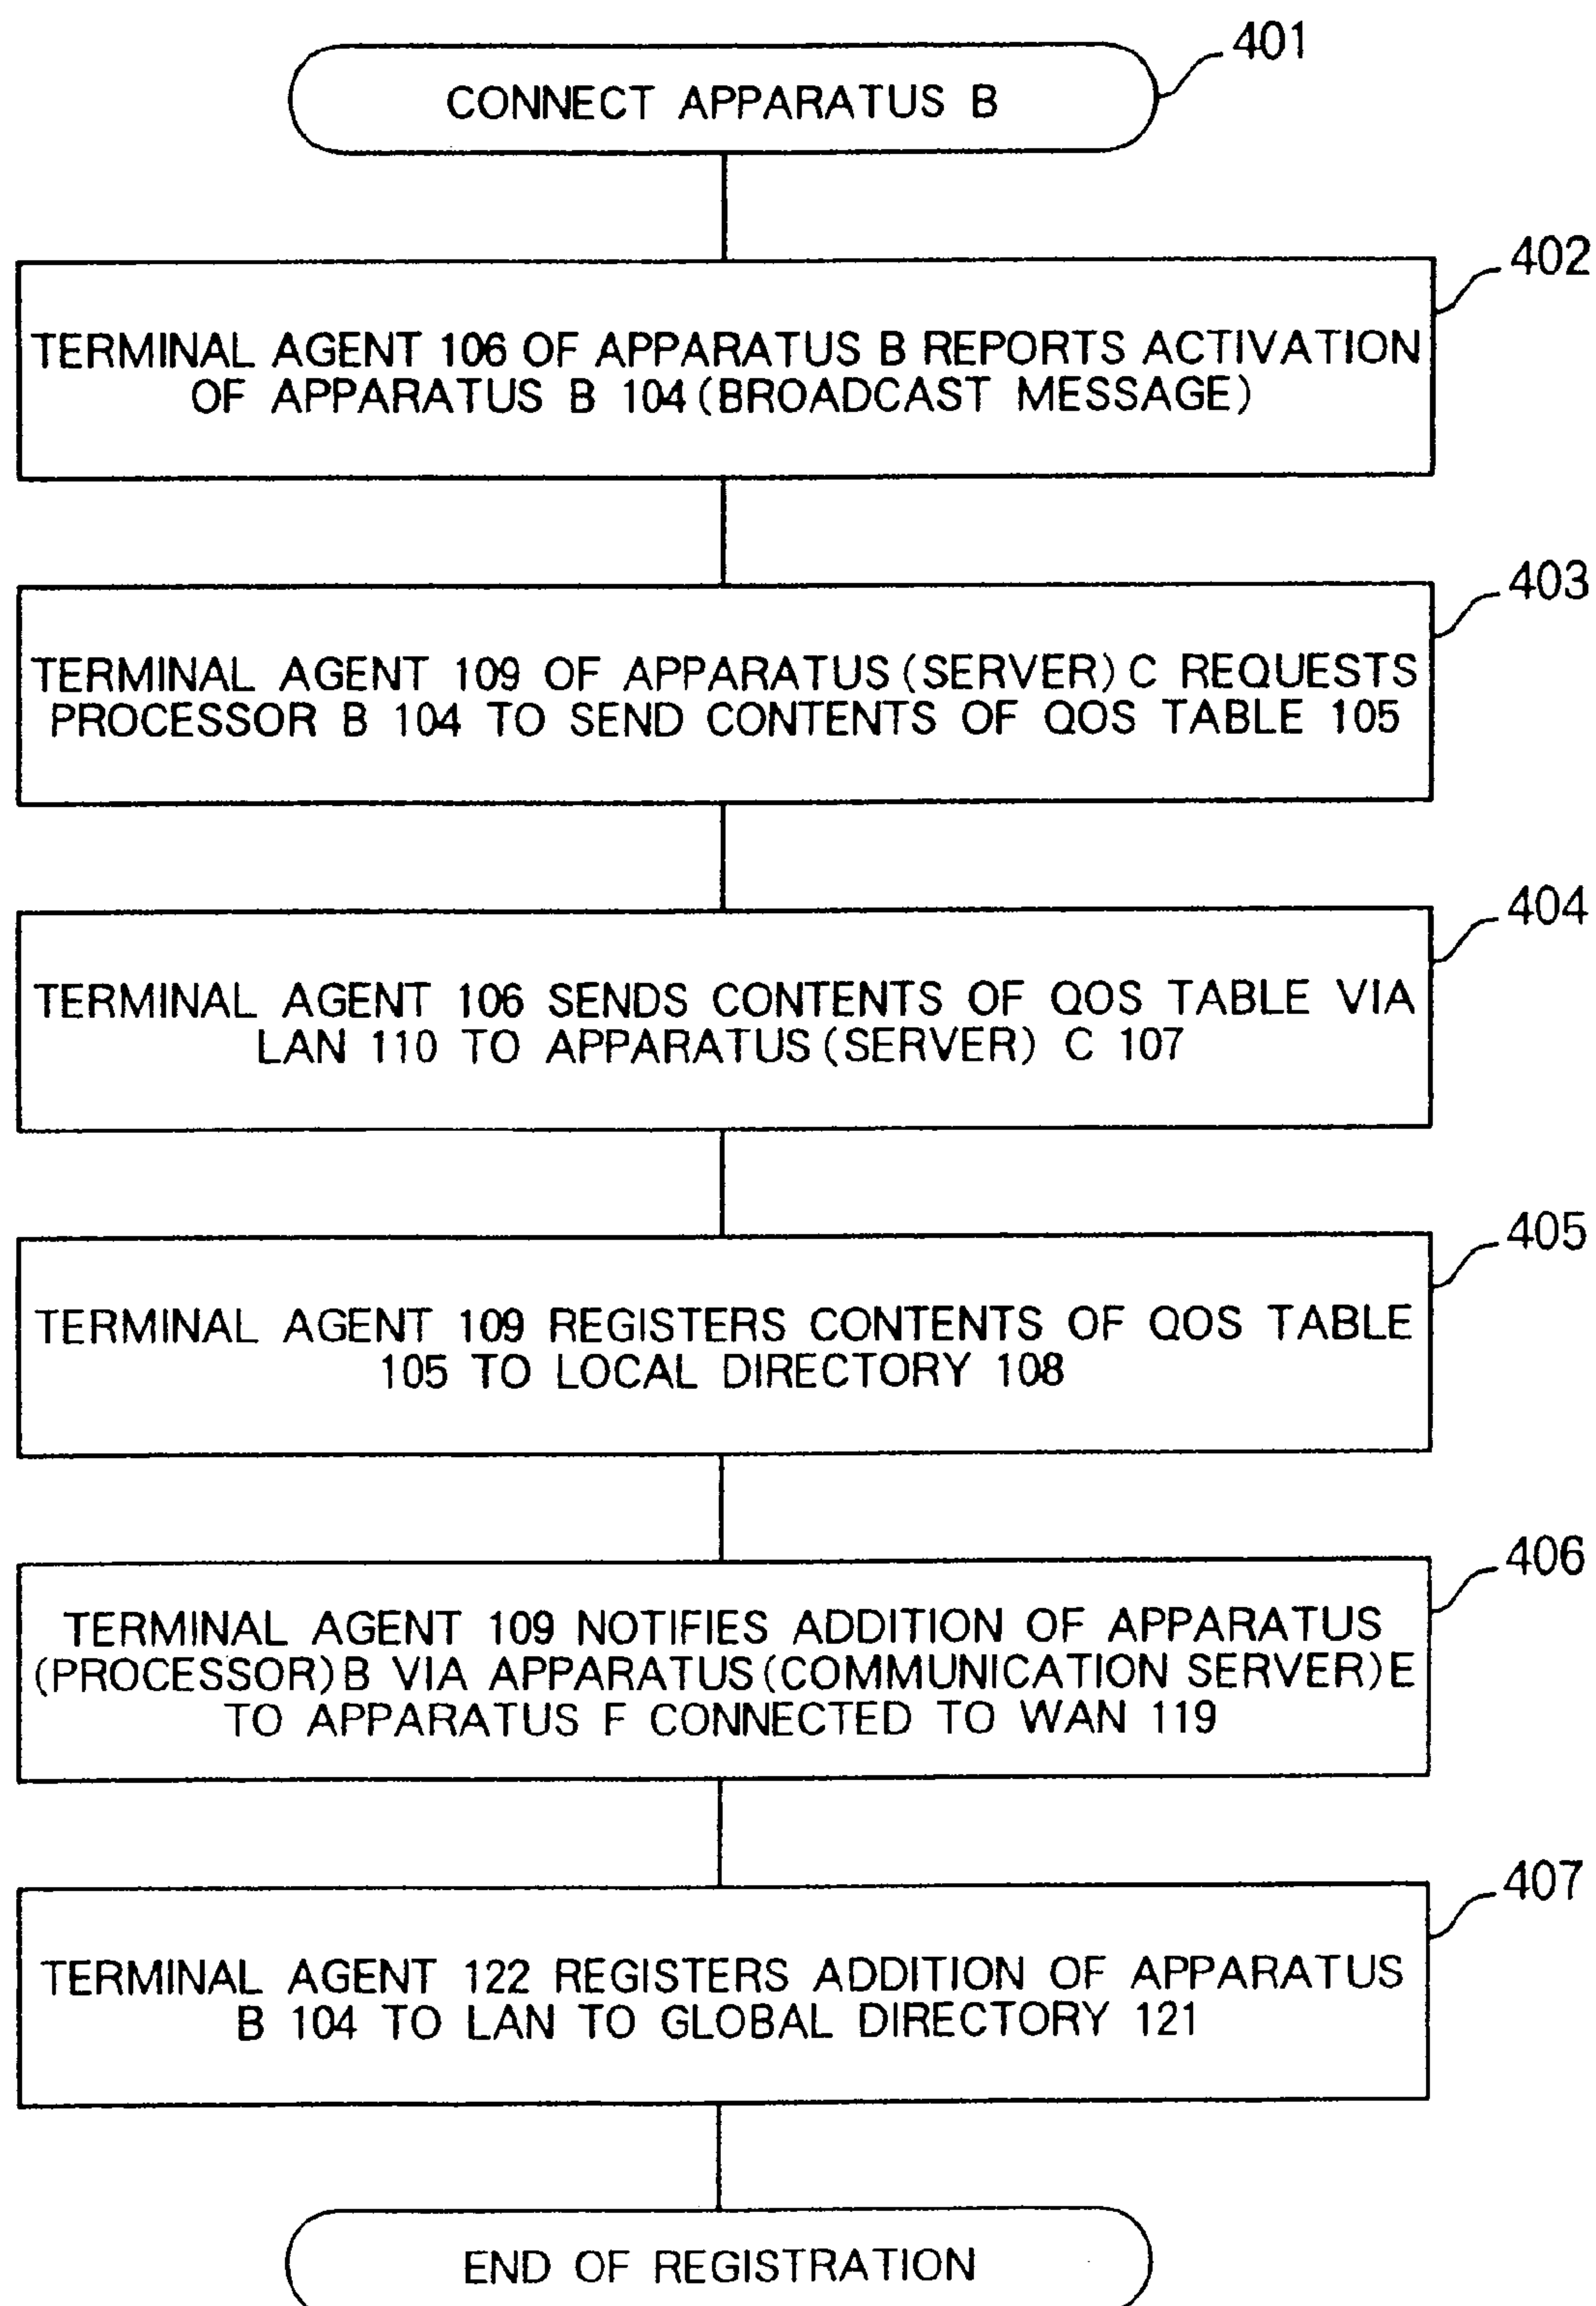 401
CONNECT APPARATUS B
402
TERMINAL AGENT 106 OF APPARATUS B REPORTS ACTIVATION
OF APPARATUS B 104 (BROADCAST MESSAGE)
403
TERMINAL AGENT 109 OF APPARATUS (SERVER) C REQUESTS
PROCESSOR B 104 TO SEND CONTENTS OF QOS TABLE 105
404
TERMINAL AGENT 106 SENDS CONTENTS OF QOS TABLE VIA
LAN 110 TO APPARATUS (SERVER) C 107
405
TERMINAL AGENT 109 REGISTERS CONTENTS OF QOS TABLE
105 TO LOCAL DIRECTORY 108
406
TERMINAL AGENT 109 NOTIFIES ADDITION OF APPARATUS
(PROCESSOR) B VIA APPARATUS (COMMUNICATION SERVER) E
TO APPARATUS F CONNECTED TO WAN 119
407
TERMINAL AGENT 122 REGISTERS ADDITION OF APPARATUS
B 104 TO LAN TO GLOBAL DIRECTORY 121
END OF REGISTRATION